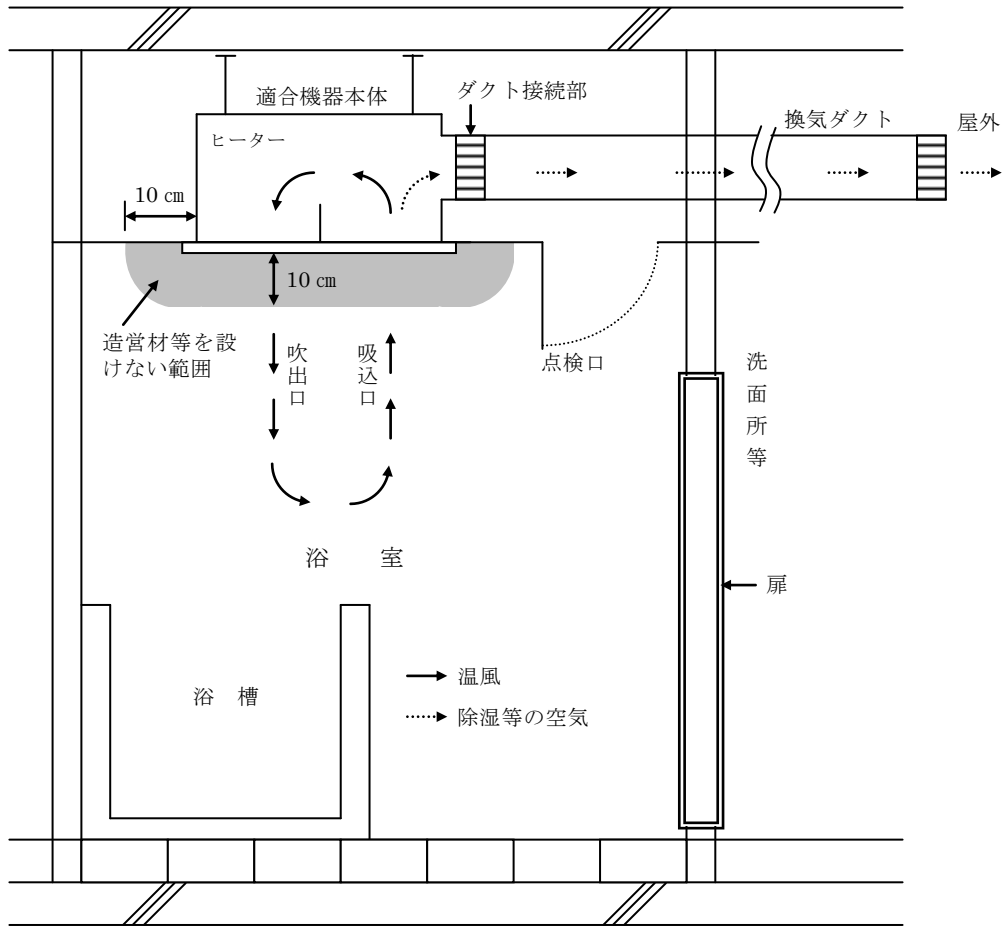 適合機器本体
ダクト接続部
換気ダクト
屋外
ヒーター
10 ㎝
10 ㎝
造営材等を設
けない範囲
吹出口
吸込口
点検口
洗面所等
浴　室
扉
浴　槽
温風
除湿等の空気